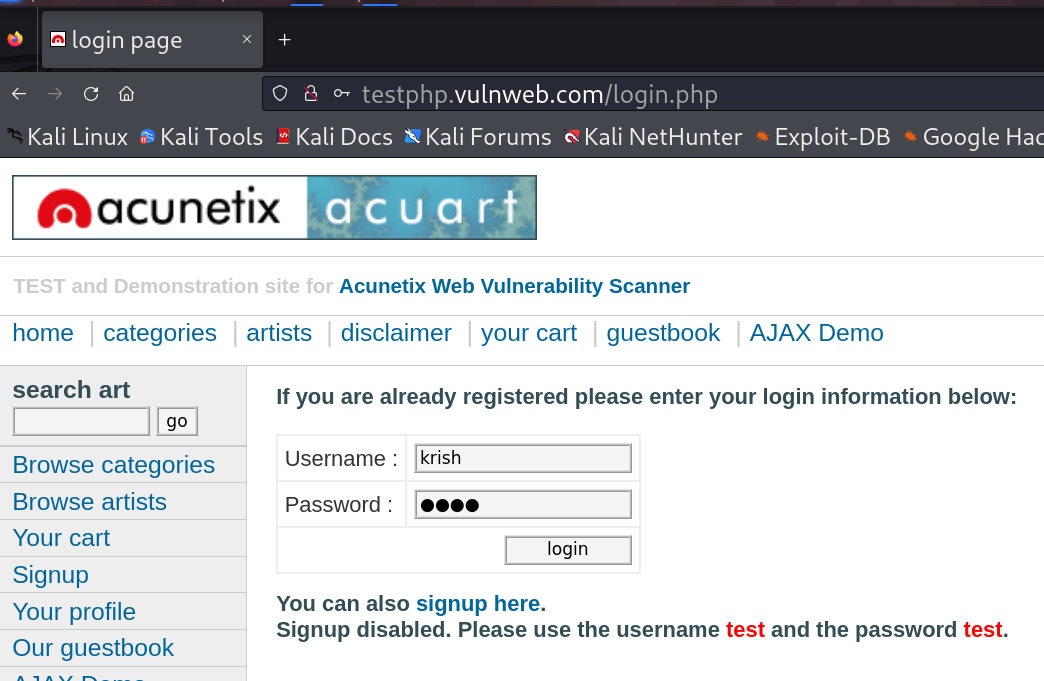 login page
testphp.vulnweb.com/login.php
Kali Linux Kali Tools Kali Docs Kali Forums Kali NetHunter Exploit-DB Google Hac
acunetix acuart
TEST and Demonstration site for Acunetix Web Vulnerability Scanner
home | categories | artists | disclaimer | your cart | guestbook | AJAX Demo
search art
go
Browse categories
Browse artists
Your cart
Signup
Your profile
Our guestbook
AJAX Demo
If you are already registered please enter your login information below:
Username : krish
Password : ●●●●
login
You can also signup here.
Signup disabled. Please use the username test and the password test.